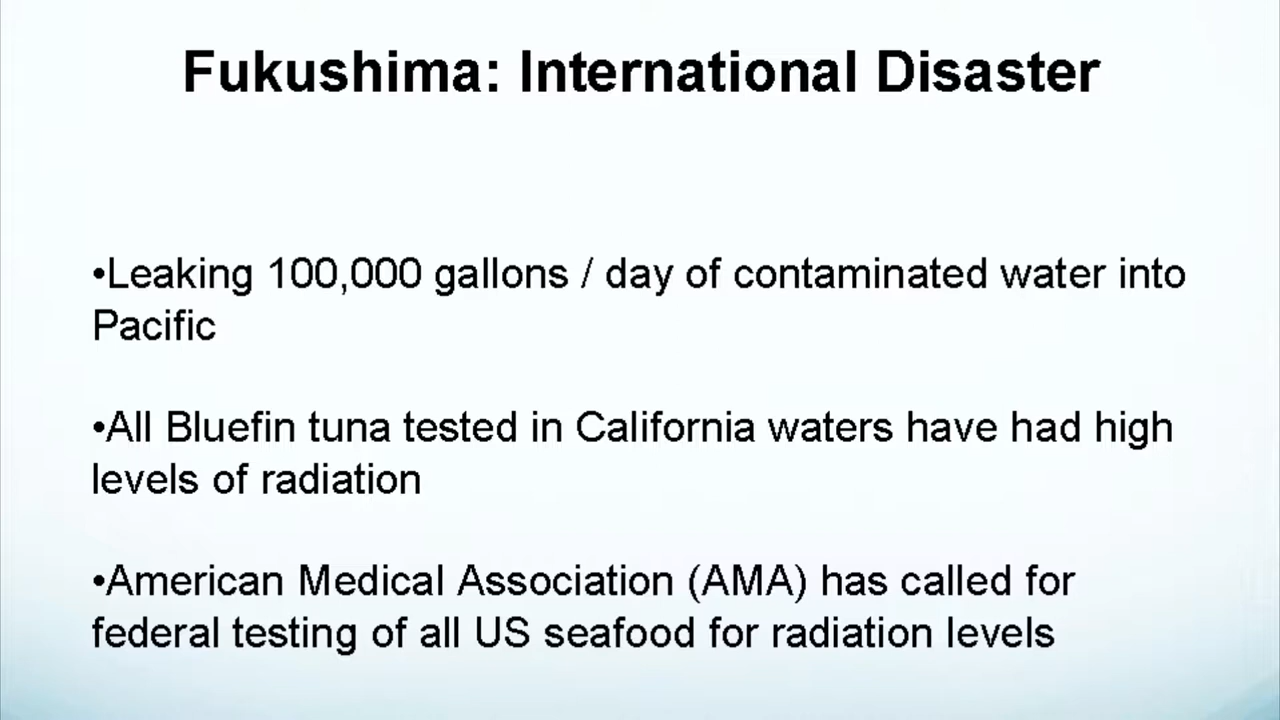 Fukushima: International Disaster
•Leaking 100,000 gallons / day of contaminated water into
Pacific
•All Bluefin tuna tested in California waters have had high
levels of radiation
•American Medical Association (AMA) has called for
federal testing of all US seafood for radiation levels